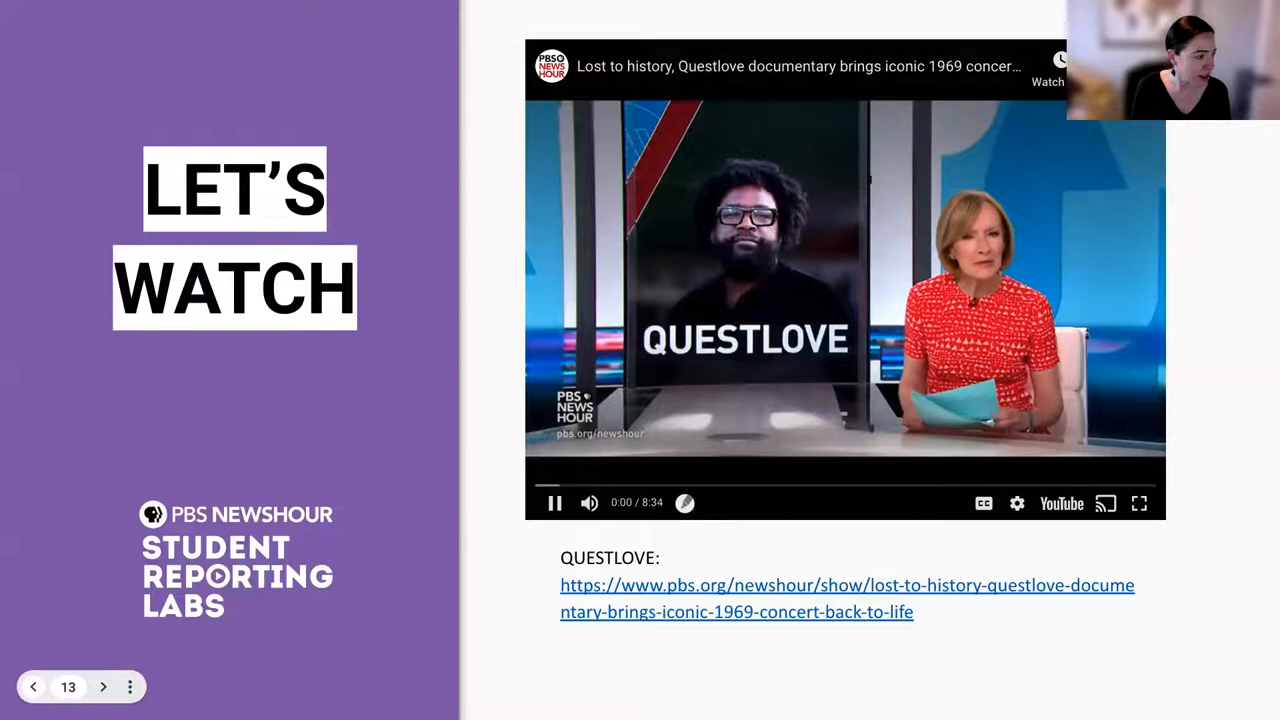 LET’S
WATCH
PBS NEWSHOUR
STUDENT
REPORTING
LABS
13
PBS
NEWS
HOUR
Lost to history, Questlove documentary brings iconic 1969 concer...
Watch
QUESTLOVE
PBS
NEWS
HOUR
pbs.org/newshour
0:00 / 8:34
CC
YouTube
QUESTLOVE:
https://www.pbs.org/newshour/show/lost-to-history-questlove-docume
ntary-brings-iconic-1969-concert-back-to-life